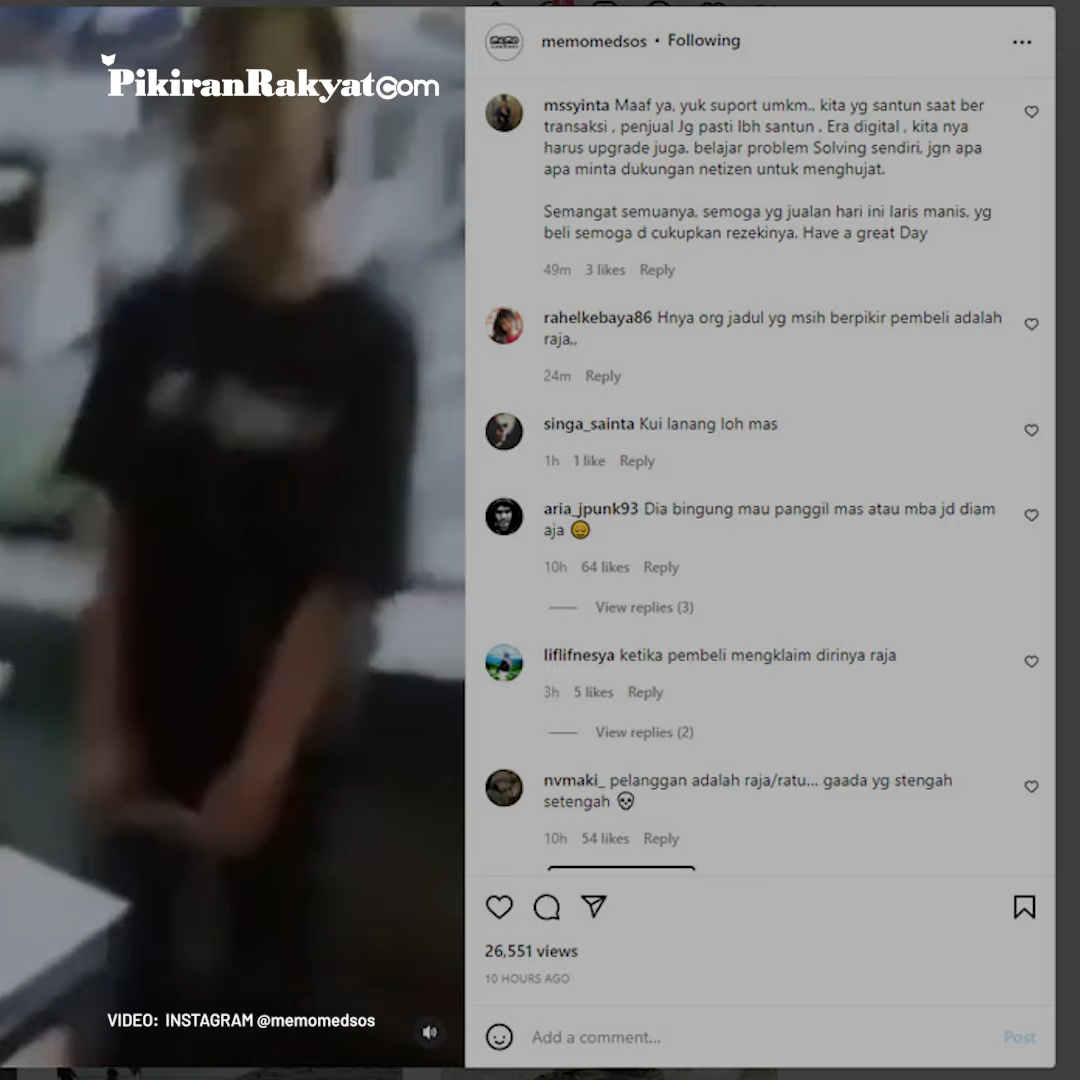 PikiranRakyat.com
memomedsos • Following
mssyinta Maaf ya, yuk suport umkm.. kita yg santun saat ber
transaksi , penjual Jg pasti lbh santun . Era digital , kita nya
harus upgrade juga. belajar problem Solving sendiri, jgn apa
apa minta dukungan netizen untuk menghujat.
Semangat semuanya, semoga yg jualan hari ini laris manis, yg
beli semoga d cukupkan rezekinya. Have a great Day
49m 3 likes Reply
rahelkebaya86 Hnya org jadul yg msih berpikir pembeli adalah
raja,,
24m Reply
singa_sainta Kui lanang loh mas
1h 1 like Reply
aria_jpunk93 Dia bingung mau panggil mas atau mba jd diam
aja 😞
10h 64 likes Reply
View replies (3)
liflifnesya ketika pembeli mengklaim dirinya raja
3h 5 likes Reply
View replies (2)
nvmaki_ pelanggan adalah raja/ratu... gaada yg stengah
setengah 💀
10h 54 likes Reply
26,551 views
10 HOURS AGO
VIDEO: INSTAGRAM @memomedsos
Add a comment... Post